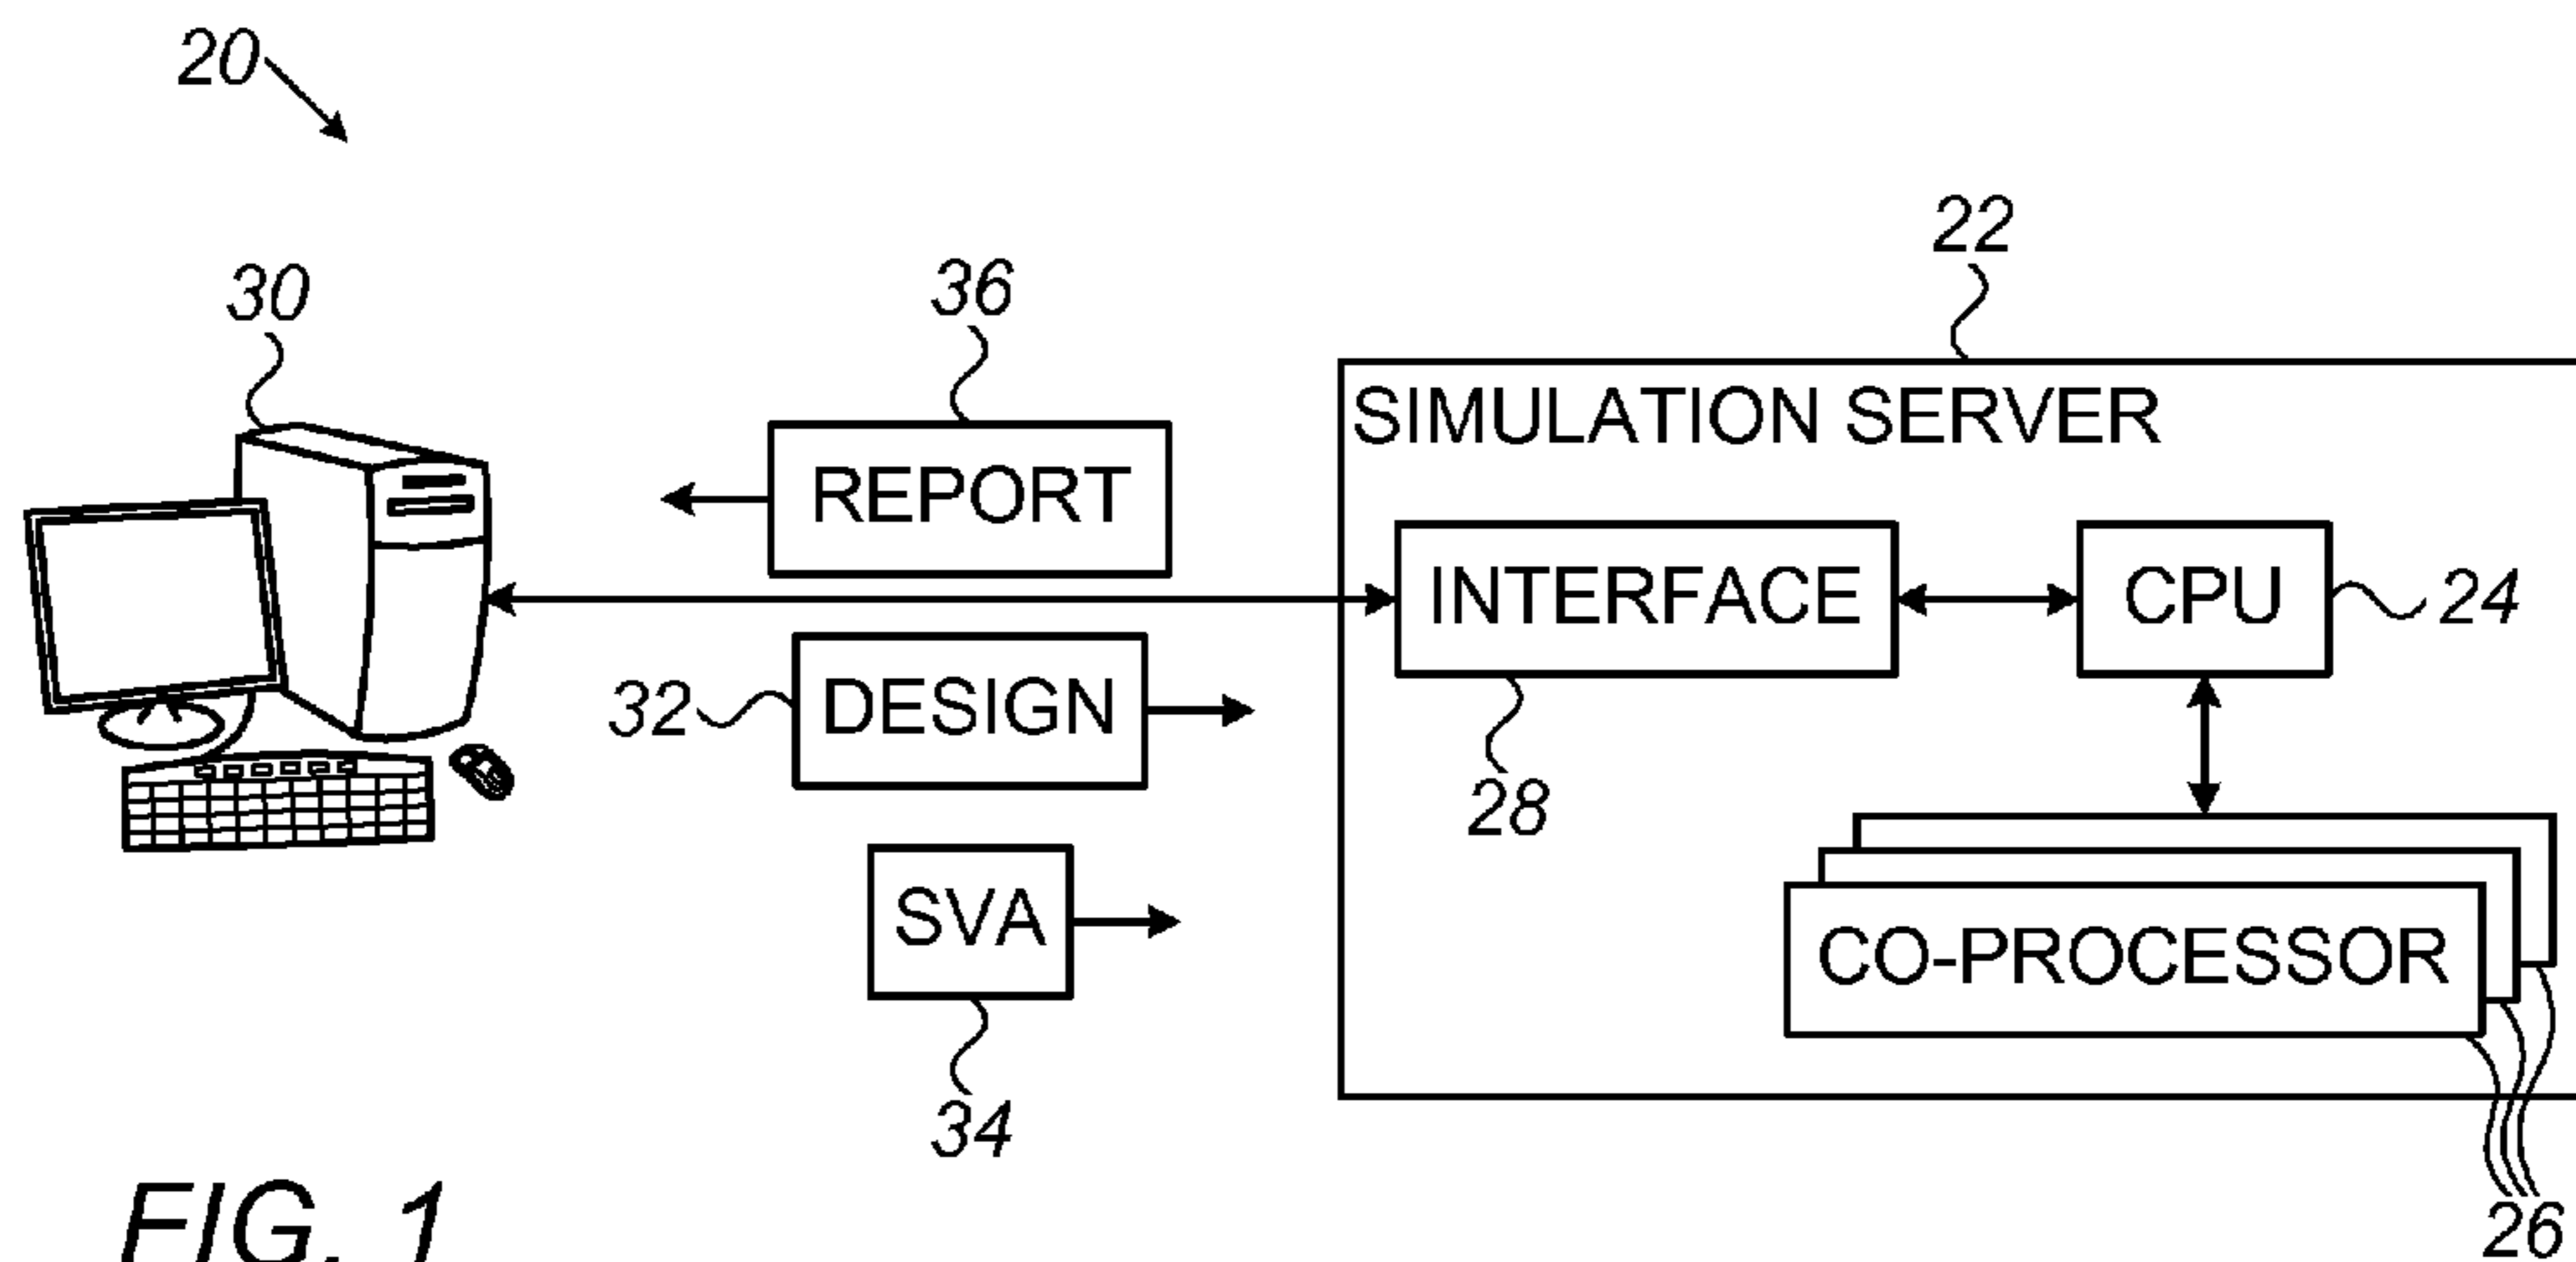 20
22
30
36
SIMULATION SERVER
REPORT
INTERFACE
CPU
24
32
DESIGN
28
SVA
CO-PROCESSOR
34
26
FIG. 1